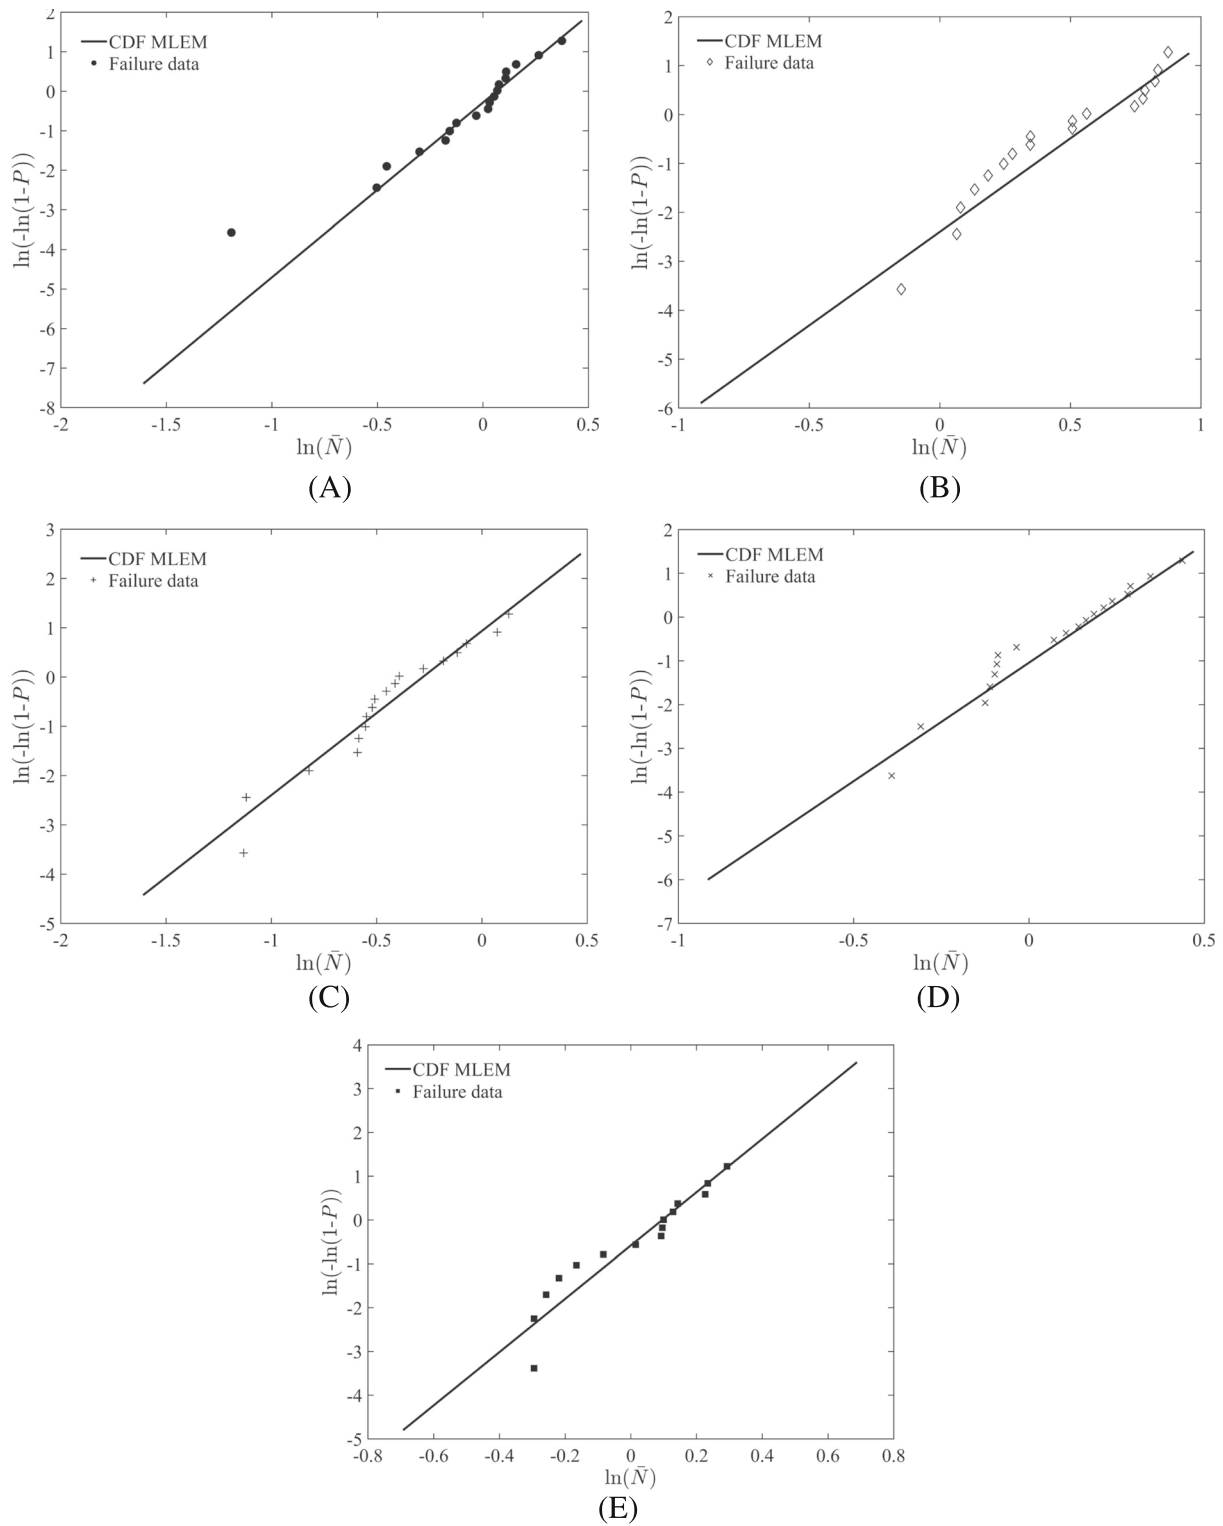 2
1
0
-1
-2
-3
-4
-5
-6
-7
-8
CDF MLEM
Failure data
ln(-ln(1-P))
-2 -1.5 -1 -0.5 0 0.5
ln(N̄)
(A)
2
1
0
-1
-2
-3
-4
-5
-6
CDF MLEM
Failure data
ln(-ln(1-P))
-1 -0.5 0 0.5 1
ln(N̄)
(B)
3
2
1
0
-1
-2
-3
-4
-5
CDF MLEM
Failure data
ln(-ln(1-P))
-2 -1.5 -1 -0.5 0 0.5
ln(N̄)
(C)
2
1
0
-1
-2
-3
-4
-5
-6
-7
CDF MLEM
Failure data
ln(-ln(1-P))
-1 -0.5 0 0.5
ln(N̄)
(D)
4
3
2
1
0
-1
-2
-3
-4
-5
CDF MLEM
Failure data
ln(-ln(1-P))
-0.8 -0.6 -0.4 -0.2 0 0.2 0.4 0.6 0.8
ln(N̄)
(E)